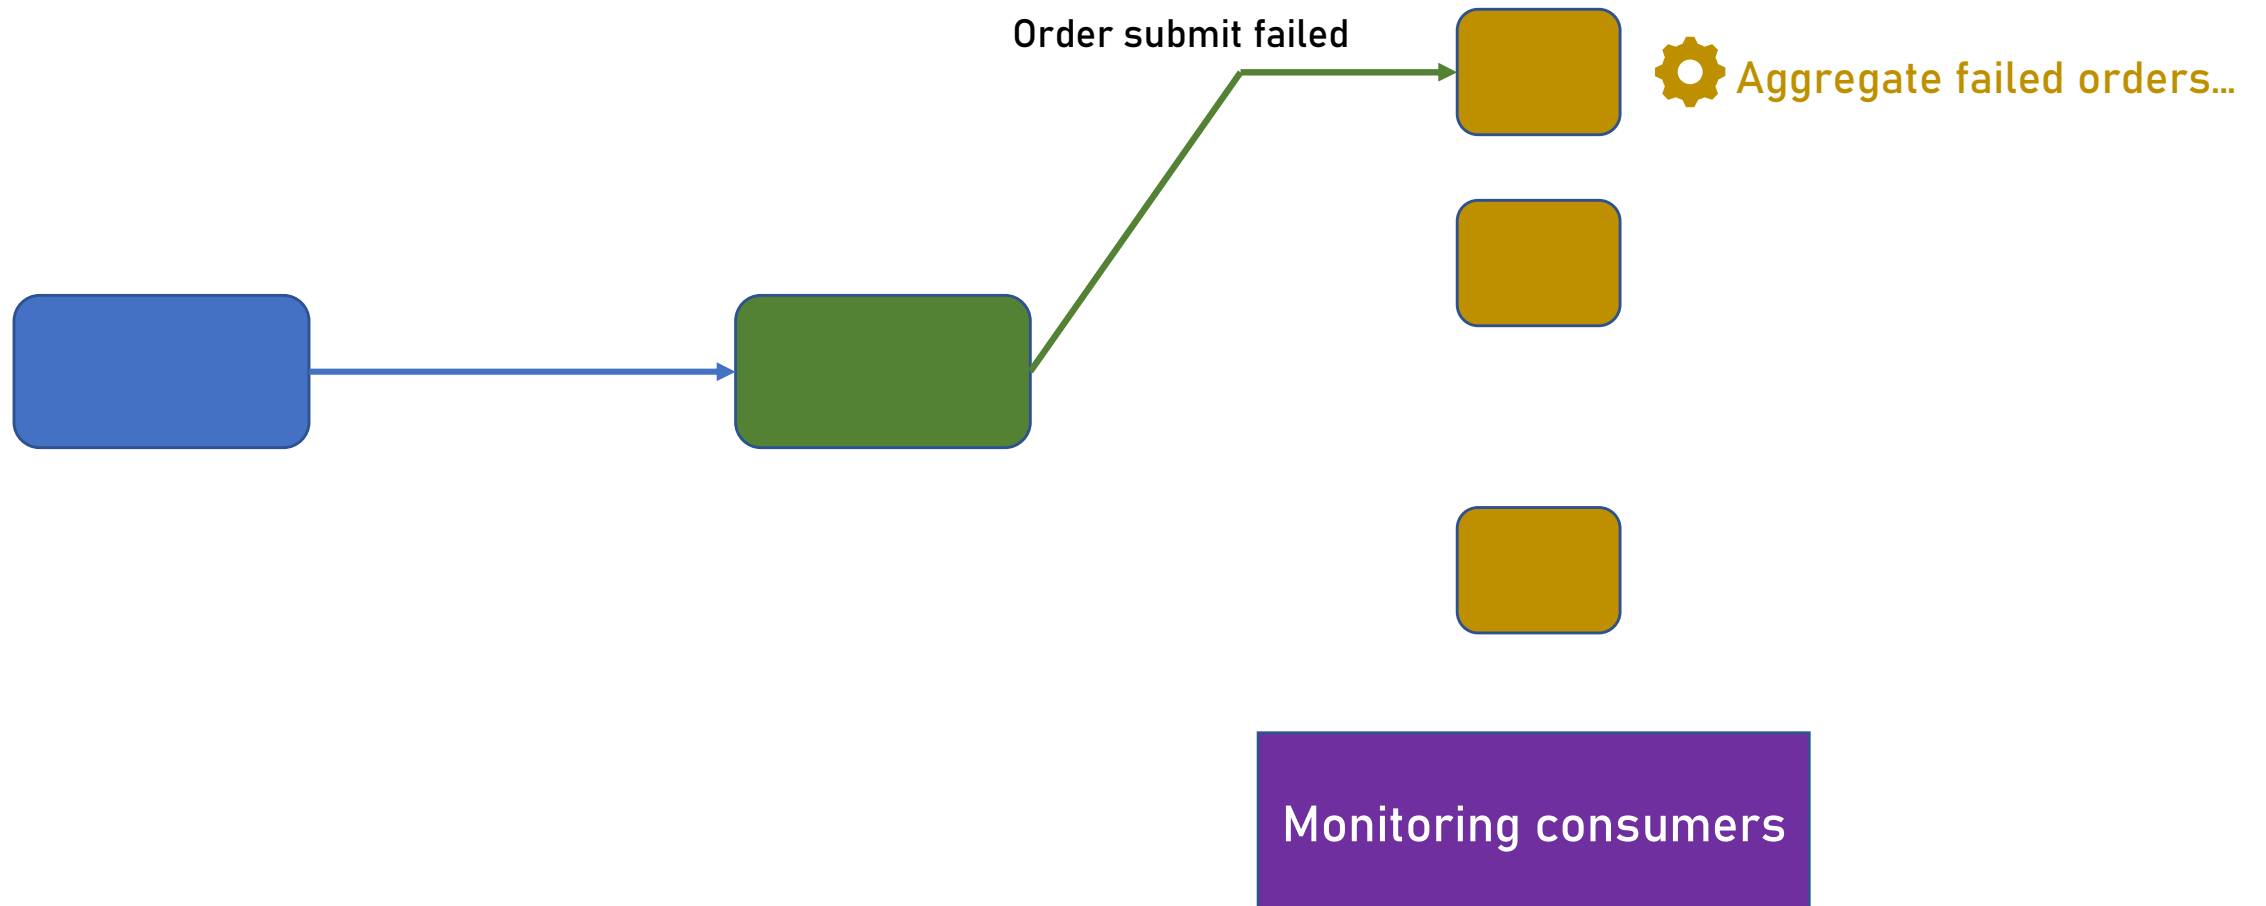 Order submit failed
Aggregate failed orders...
Monitoring consumers